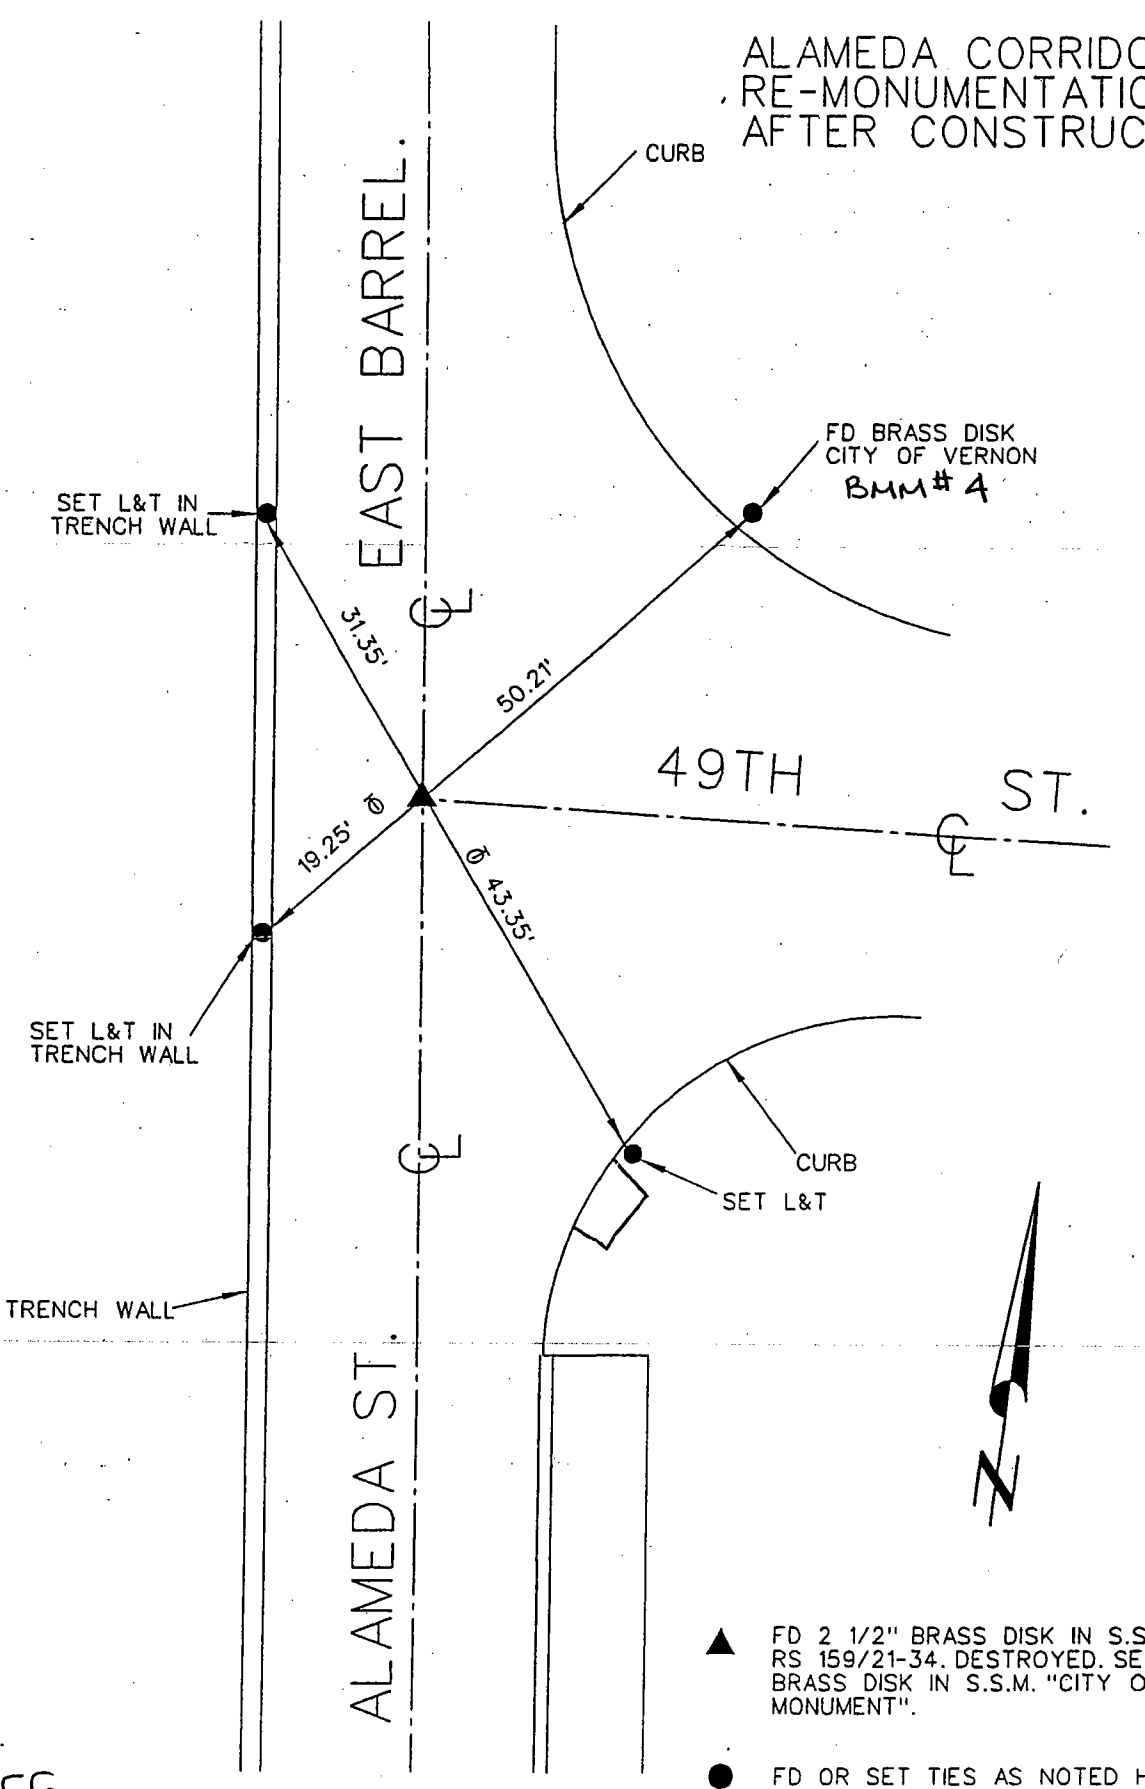 ALAMEDA CORRIDO
RE-MONUMENTATIO
AFTER CONSTRUC
CURB
EAST BARREL.
FD BRASS DISK
CITY OF VERNON
BMM # 4
SET L&T IN
TRENCH WALL
℄
31.35'
50.21'
49TH ST.
℄
19.25'
43.35'
SET L&T IN
TRENCH WALL
℄
CURB
SET L&T
TRENCH WALL
ALAMEDA ST.
N
FD 2 1/2" BRASS DISK IN S.S
RS 159/21-34. DESTROYED. SE
BRASS DISK IN S.S.M. "CITY O
MONUMENT".
FD OR SET TIES AS NOTED H